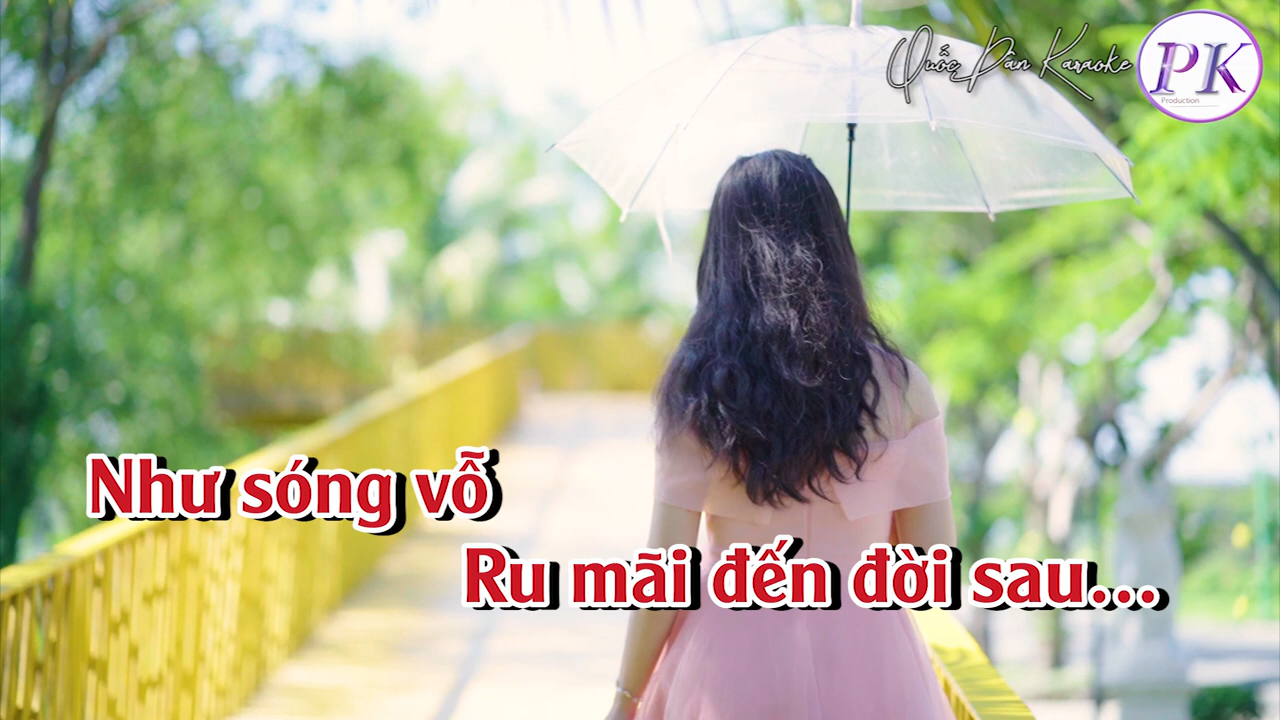 Quốc Dân Karaoke
PK
Production
Như sóng vỗ
Ru mãi đến đời sau...